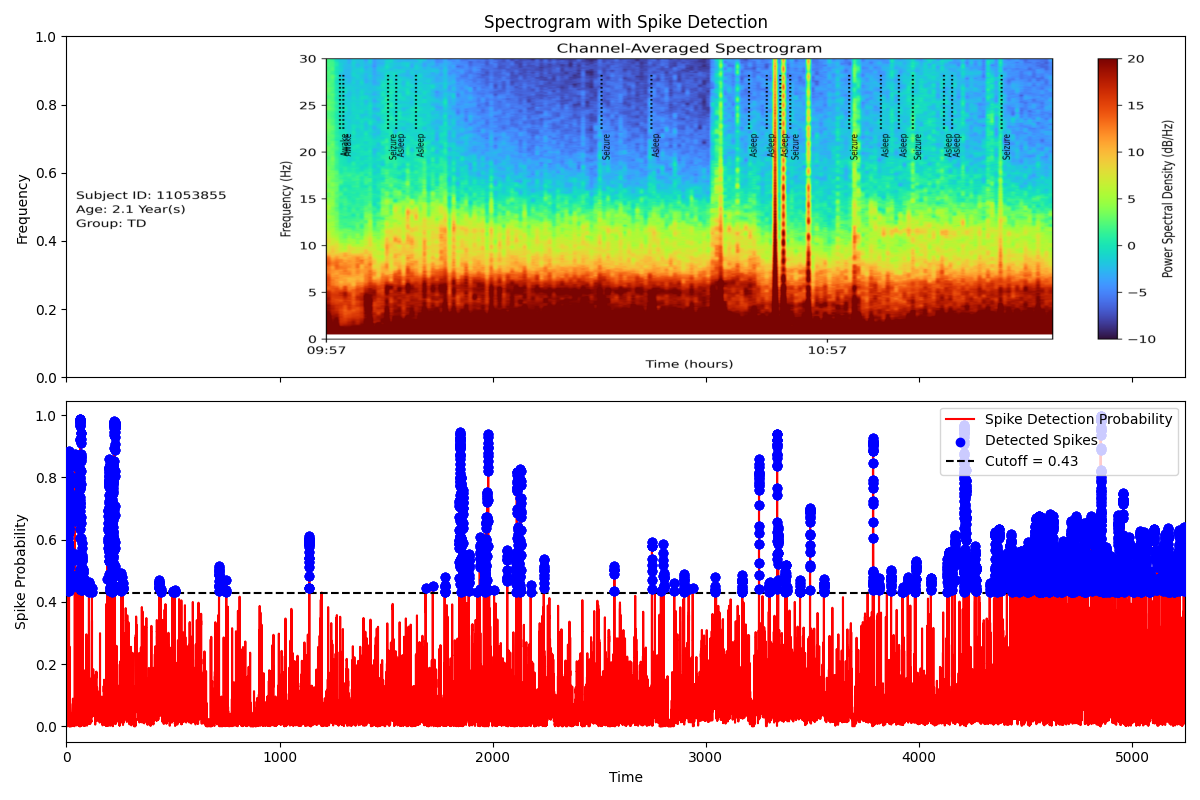 Spectrogram with Spike Detection
Channel-Averaged Spectrogram
Frequency
1.0
0.8
0.6
0.4
0.2
0.0
Subject ID: 11053855
Age: 2.1 Year(s)
Group: TD
Frequency (Hz)
30
25
20
15
10
5
0
Awake
Seizure
Asleep
Asleep
Seizure
Asleep
Asleep
Asleep
Asleep
Seizure
Seizure
Asleep
Asleep
Seizure
Asleep
Asleep
Seizure
09:57
10:57
Time (hours)
20
15
10
5
0
−5
−10
Power Spectral Density (dB/Hz)
Spike Probability
1.0
0.8
0.6
0.4
0.2
0.0
Spike Detection Probability
Detected Spikes
Cutoff = 0.43
0
1000
2000
3000
4000
5000
Time